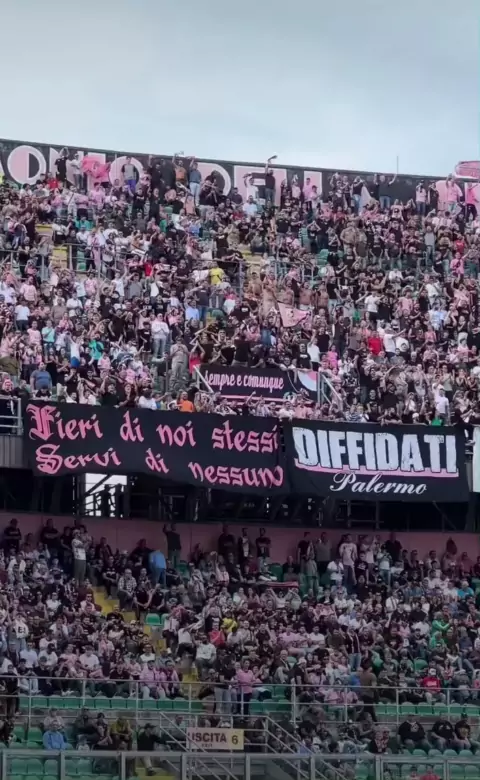 Sempre e comunque
Fieri di noi stessi
Servi di nessuno
DIFFIDATI
Palermo
USCITA 6